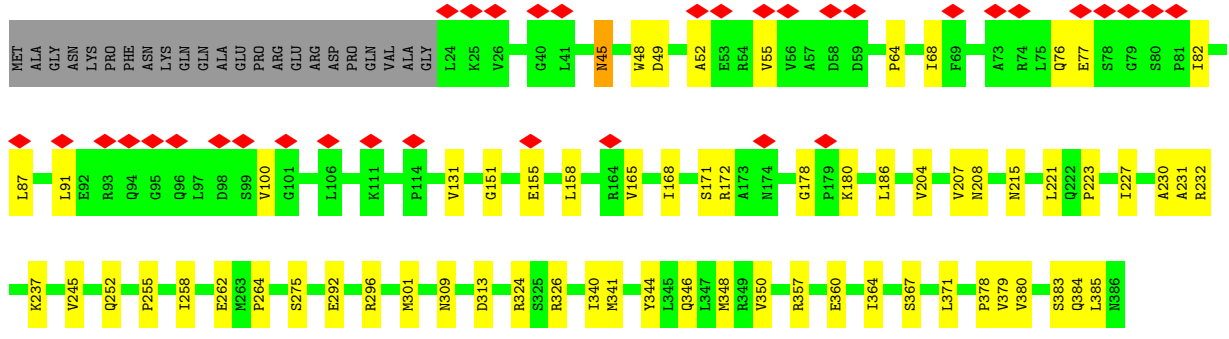 MET ALA GLY ASN LYS PRO PHE ASN LYS GLN GLN ALA GLU PRO ARG GLU ARG ASP PRO GLN VAL ALA GLY L24 K25 V26 G40 L41 N45 W48 D49 A52 E53 R54 V55 V56 A57 D58 D59 P64 I68 F69 A73 R74 L75 Q76 E77 S78 G79 S80 P81 I82
L87 L91 E92 R93 Q94 G95 Q96 L97 D98 S99 V100 G101 L106 K111 P114 V131 G151 E155 L158 R164 V165 I168 S171 R172 A173 N174 G178 P179 K180 L186 V204 V207 N208 N215 L221 Q222 P223 I227 A230 A231 R232
K237 V245 Q252 P255 I258 E262 M263 P264 S275 E292 R296 M301 N309 D313 R324 S325 R326 I340 M341 Y344 L345 Q346 L347 M348 R349 V350 R357 E360 I364 S367 L371 P378 V379 V380 S383 Q384 L385 N386